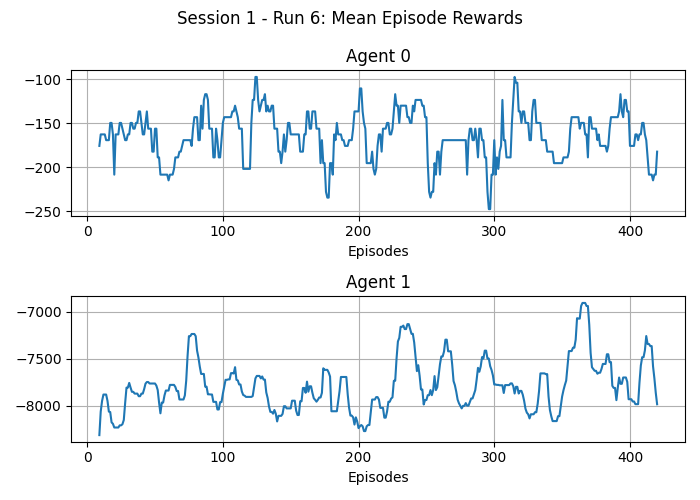 Session 1 - Run 6: Mean Episode Rewards
Agent 0
−100
−150
−200
−250
0 100 200 300 400
Episodes
Agent 1
−7000
−7500
−8000
0 100 200 300 400
Episodes